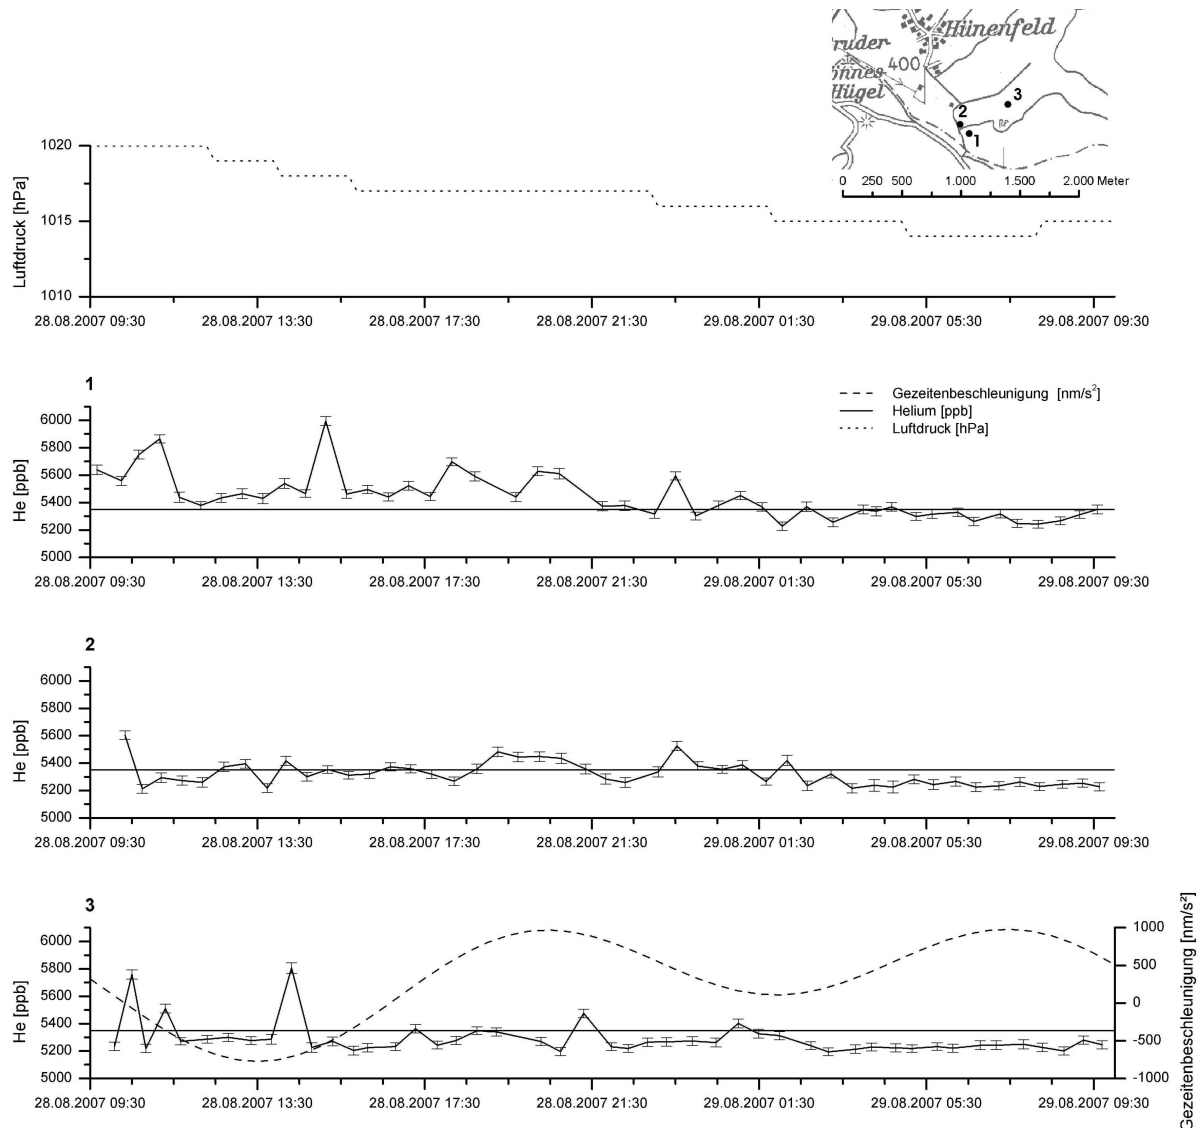 Hünenfeld
ruder-
400
önnes-
Hügel
3
2
1
0 250 500 1.000 1.500 2.000 Meter
Luftdruck [hPa]
1020
1015
1010
28.08.2007 09:30 28.08.2007 13:30 28.08.2007 17:30 28.08.2007 21:30 29.08.2007 01:30 29.08.2007 05:30 29.08.2007 09:30
1
Gezeitenbeschleunigung [nm/s²]
Helium [ppb]
Luftdruck [hPa]
He [ppb]
6000
5800
5600
5400
5200
5000
28.08.2007 09:30 28.08.2007 13:30 28.08.2007 17:30 28.08.2007 21:30 29.08.2007 01:30 29.08.2007 05:30 29.08.2007 09:30
2
He [ppb]
6000
5800
5600
5400
5200
5000
28.08.2007 09:30 28.08.2007 13:30 28.08.2007 17:30 28.08.2007 21:30 29.08.2007 01:30 29.08.2007 05:30 29.08.2007 09:30
3
He [ppb]
6000
5800
5600
5400
5200
5000
1000
500
0
-500
-1000
Gezeitenbeschleunigung [nm/s²]
28.08.2007 09:30 28.08.2007 13:30 28.08.2007 17:30 28.08.2007 21:30 29.08.2007 01:30 29.08.2007 05:30 29.08.2007 09:30